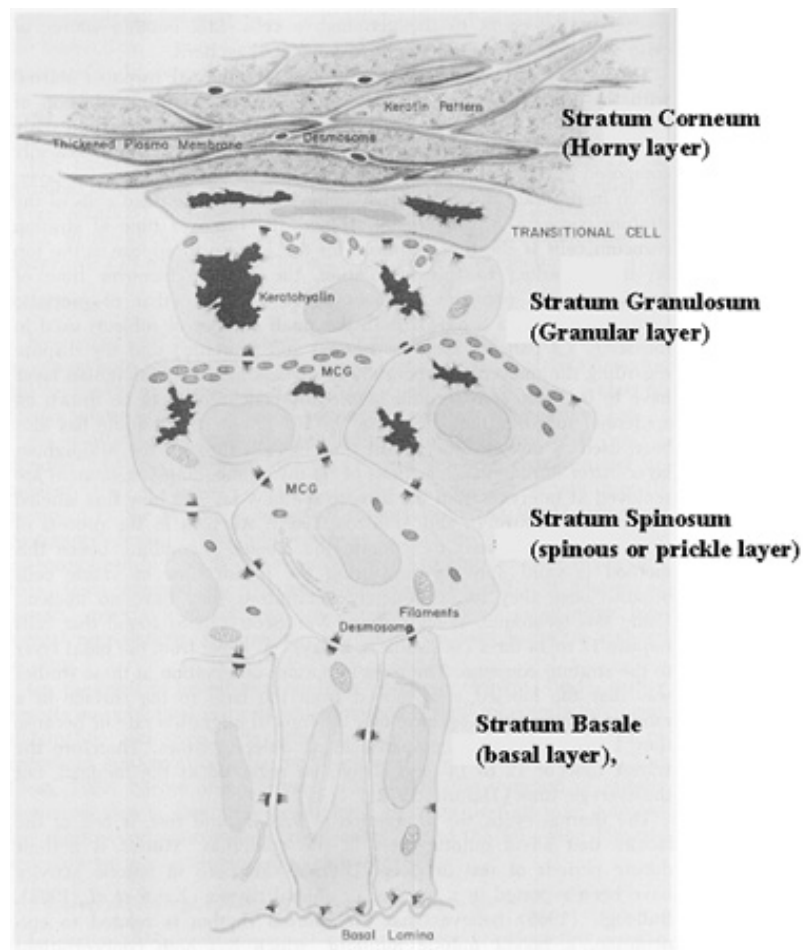 Keratin Pattern
Stratum Corneum
(Horny layer)
Thickened Plasma Membrane
Desmosome
TRANSITIONAL CELL
Keratohyalin
Stratum Granulosum
(Granular layer)
MCG
MCG
Stratum Spinosum
(spinous or prickle layer)
Filaments
Desmosome
Stratum Basale
(basal layer),
Basal Lamina